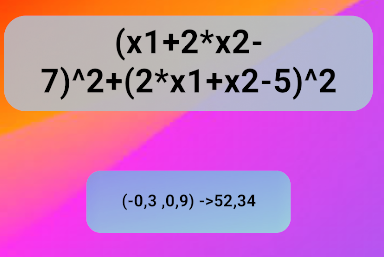 (x1+2*x2-
7)^2+(2*x1+x2-5)^2
(-0,3 ,0,9) ->52,34